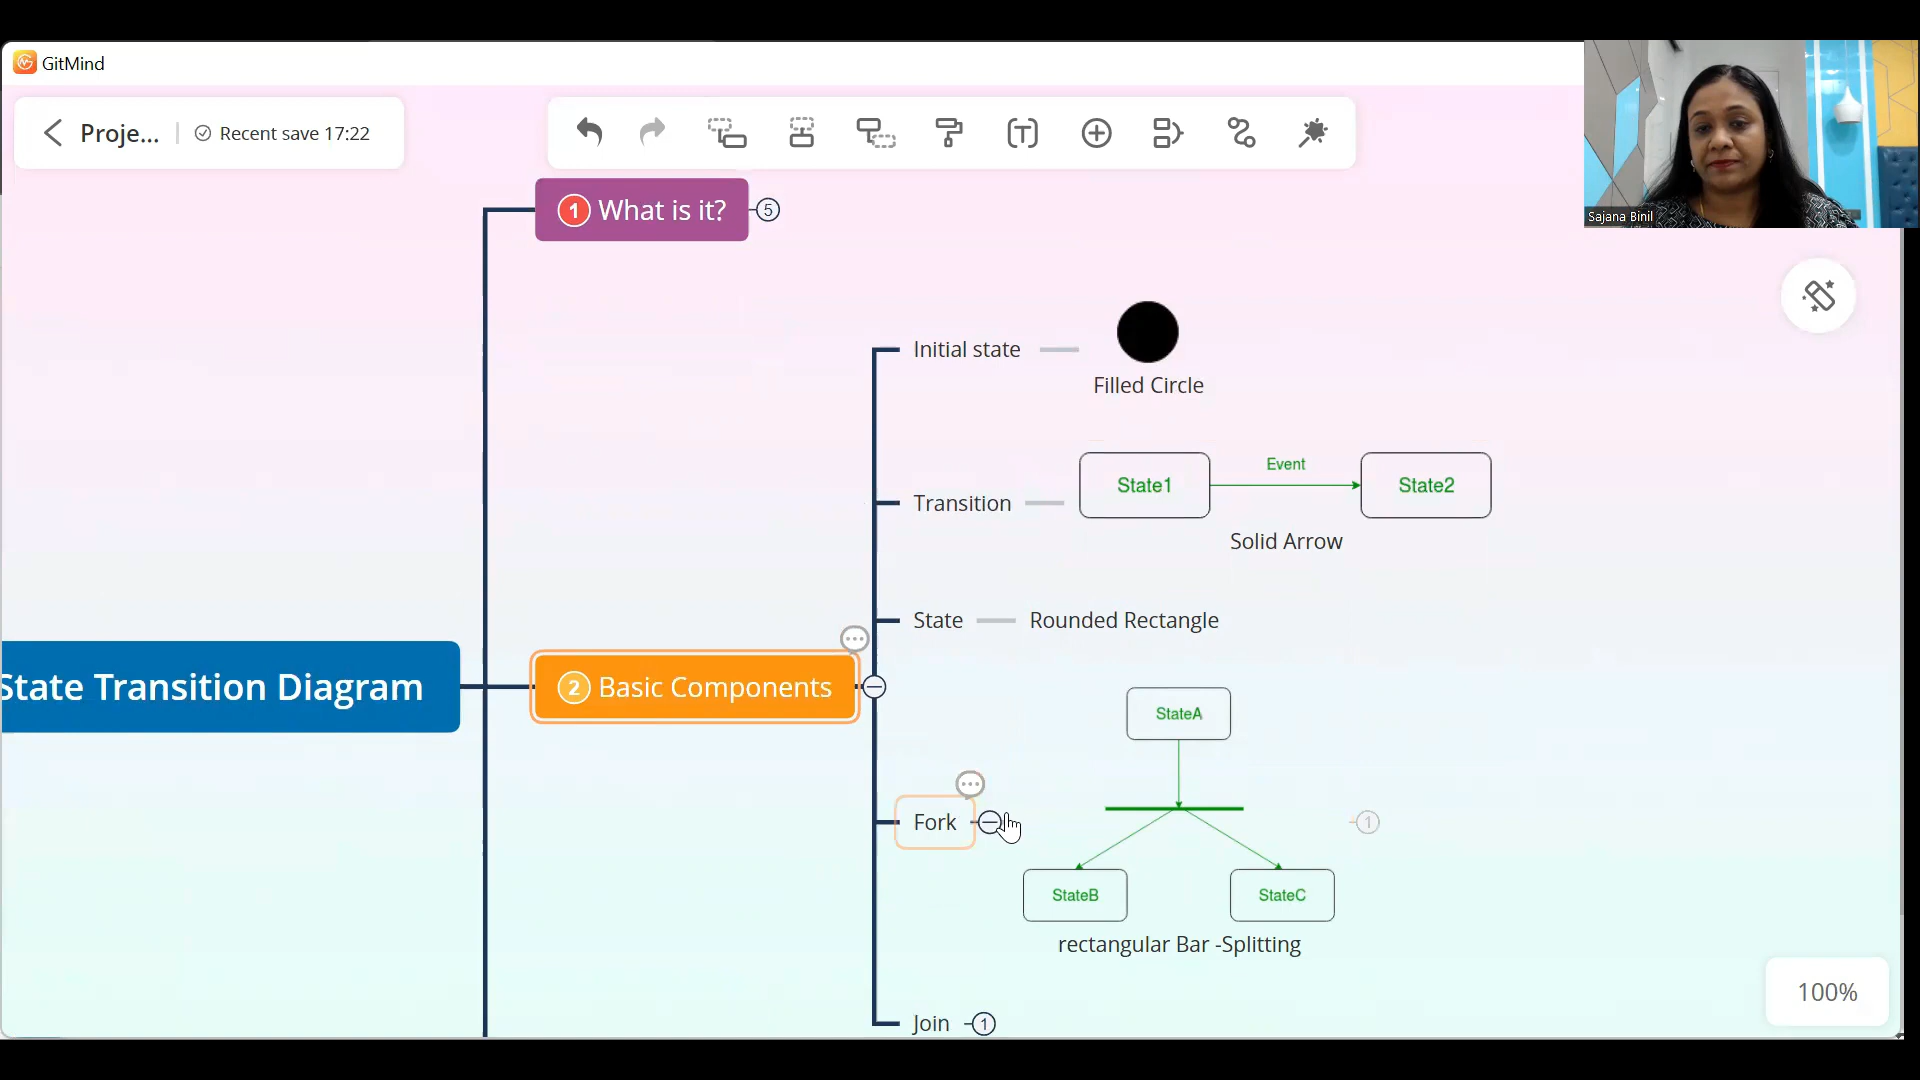 GitMind
Proje...
Recent save 17:22
Sajana Binil
1 What is it? 5
Initial state
Filled Circle
Transition
State1
Event
State2
Solid Arrow
State
Rounded Rectangle
State Transition Diagram
2 Basic Components
StateA
Fork
1
StateB
StateC
rectangular Bar -Splitting
Join 1
100%